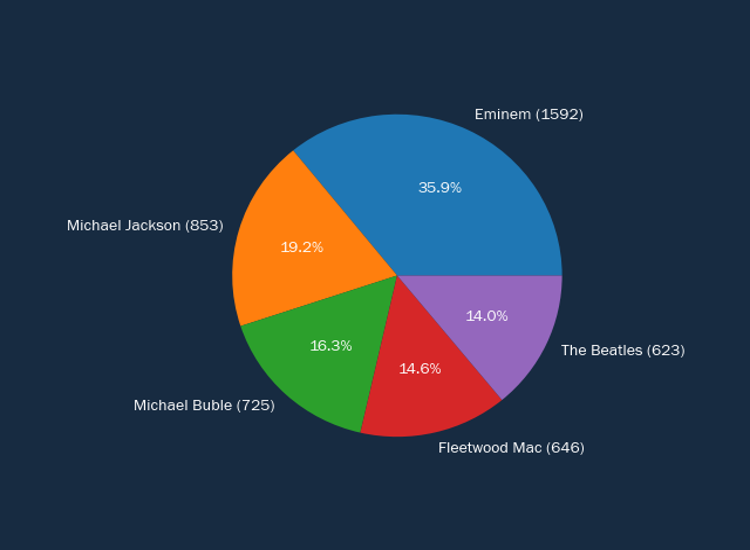 Eminem (1592)
35.9%
Michael Jackson (853)
19.2%
14.0%
16.3%
The Beatles (623)
14.6%
Michael Buble (725)
Fleetwood Mac (646)